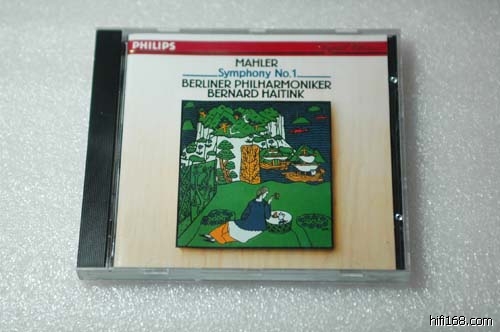 PHILIPS
MAHLER
Symphony No.1
BERLINER PHILHARMONIKER
BERNARD HAITINK
hifi168.com